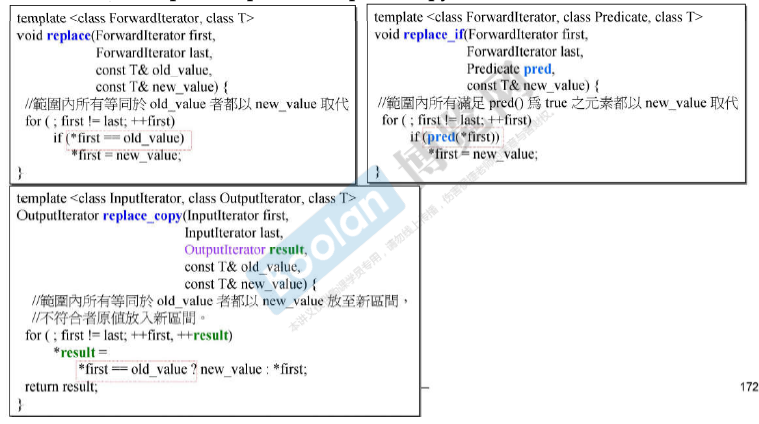 template <class ForwardIterator, class T>
void replace(ForwardIterator first,
ForwardIterator last,
const T& old_value,
const T& new_value) {
//範圍內所有等同於 old_value 者都以 new_value 取代
for ( ; first != last; ++first)
if (*first == old_value)
*first = new_value;
}
template <class ForwardIterator, class Predicate, class T>
void replace_if(ForwardIterator first,
ForwardIterator last,
Predicate pred,
const T& new_value) {
//範圍內所有滿足 pred() 為 true 之元素都以 new_value 取代
for ( ; first != last; ++first)
if (pred(*first))
*first = new_value;
}
template <class InputIterator, class OutputIterator, class T>
OutputIterator replace_copy(InputIterator first,
InputIterator last,
OutputIterator result,
const T& old_value,
const T& new_value) {
//範圍內所有等同於 old_value 者都以 new_value 放至新區間，
//不符合者原值放入新區間。
for ( ; first != last; ++first, ++result)
*result =
*first == old_value ? new_value : *first;
return result;
}
Boolan 博览网
172